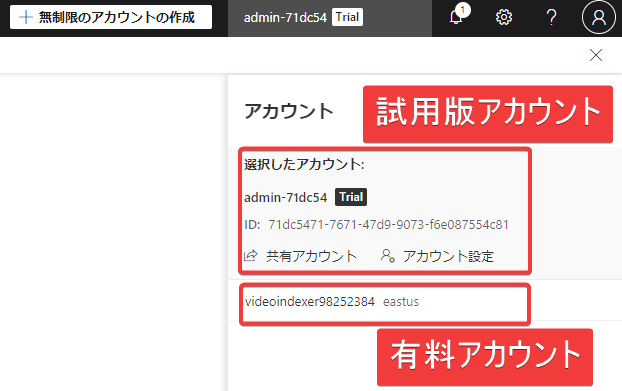 ＋ 無制限のアカウントの作成
admin-71dc54 Trial
1
?
アカウント
試用版アカウント
選択したアカウント:
admin-71dc54 Trial
ID: 71dc5471-7671-47d9-9073-f6e087554c81
共有アカウント アカウント設定
videoindexer98252384 eastus
有料アカウント